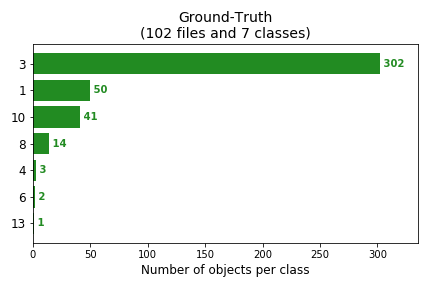 Ground-Truth
(102 files and 7 classes)
3 302
1 50
10 41
8 14
4 3
6 2
13 1
0 50 100 150 200 250 300
Number of objects per class